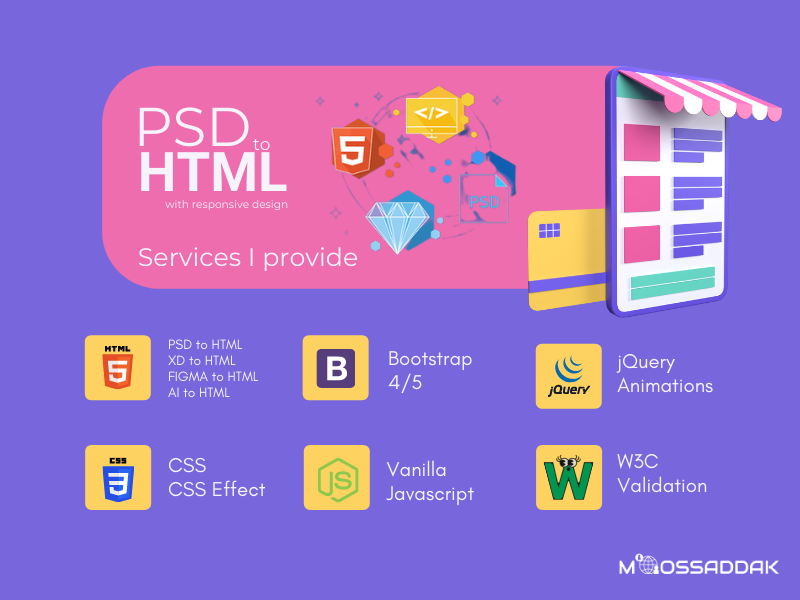 PSD
to
HTML
with responsive design
Services I provide
5
</>
PSD
HTML
5
PSD to HTML
XD to HTML
FIGMA to HTML
AI to HTML
B
Bootstrap
4/5
jQuery
jQuery
Animations
CSS
3
CSS
CSS Effect
JS
Vanilla
Javascript
W
W3C
Validation
MOSSADDAK